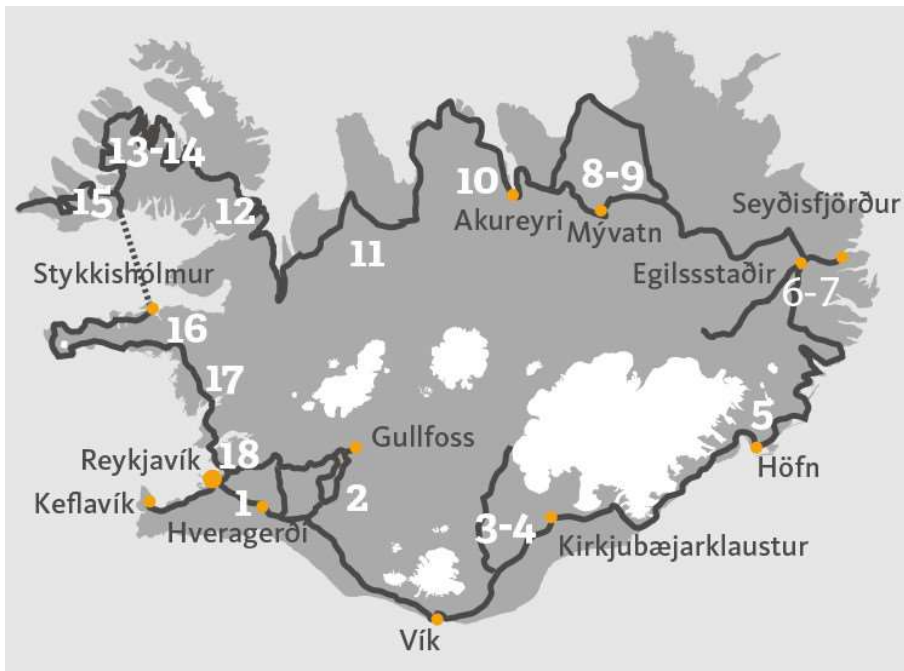 13-14
15
12
10
Akureyri
8-9
Mývatn
Seyðisfjörður
11
Egilssstaðir
6-7
Stykkishólmur
16
17
5
Höfn
Gullfoss
Reykjavík
18
Keflavík
1
Hveragerði
2
3-4
Kirkjubæjarklaustur
Vík